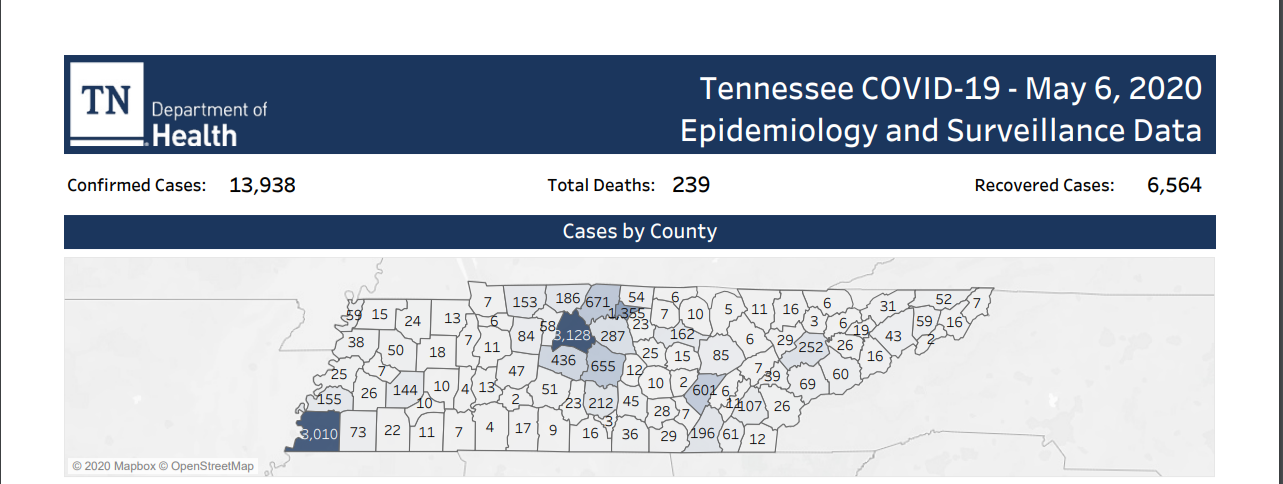 TN
Department of
Health
Tennessee COVID-19 - May 6, 2020
Epidemiology and Surveillance Data
Confirmed Cases: 13,938
Total Deaths: 239
Recovered Cases: 6,564
Cases by County
7 153 186 671 54 6 5 11 16 6 31 52 7
59 15 24 13 6 58 1,355 23 7 10 3 6 19 59 16
38 50 18 7 11 84 3,128 287 162 6 29 252 26 43 2
25 7 47 436 655 12 25 15 85 7 39 16
155 26 144 10 4 13 2 51 10 2 601 6 69 60
10 23 212 45 28 7 11 107 26
3,010 73 22 11 7 4 17 9 16 3 36 29 196 61 12
© 2020 Mapbox © OpenStreetMap